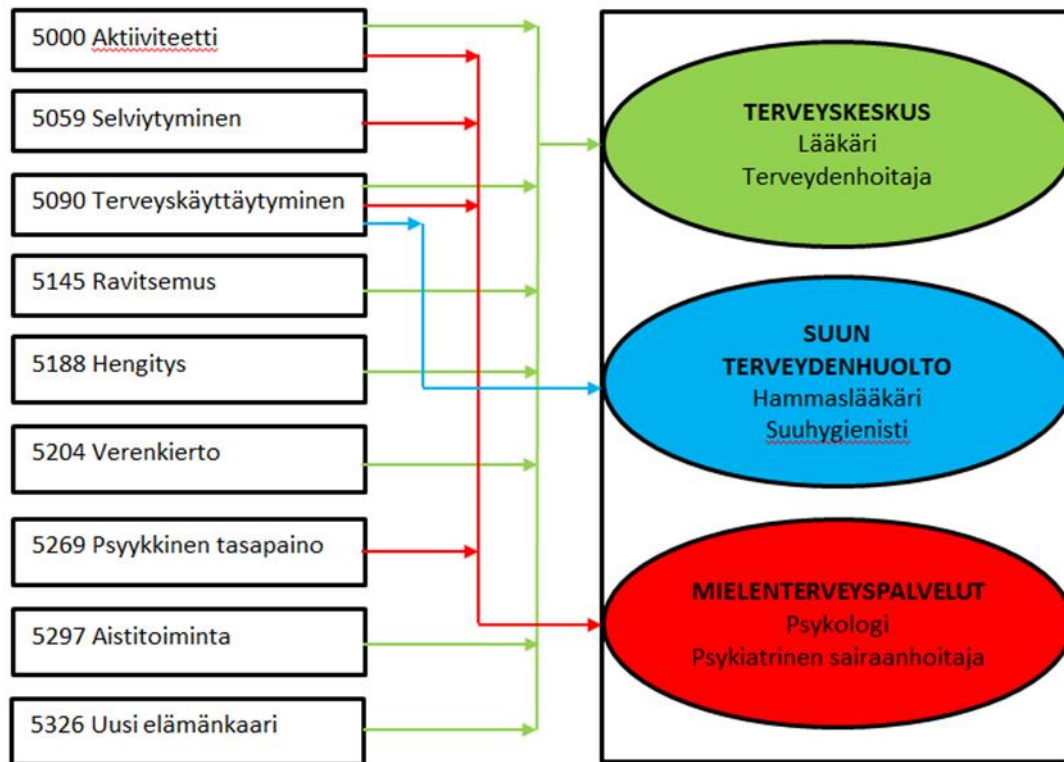 5000 Aktiiviteetti
5059 Selviytyminen
5090 Terveyskäyttäytyminen
5145 Ravitsemus
5188 Hengitys
5204 Verenkierto
5269 Psyykkinen tasapaino
5297 Aistitoiminta
5326 Uusi elämänkaari
TERVEYSKESKUS
Lääkäri
Terveydenhoitaja
SUUN
TERVEYDENHUOLTO
Hammaslääkäri
Suuhygienisti
MIELENTERVEYSPALVELUT
Psykologi
Psykiatrinen sairaanhoitaja